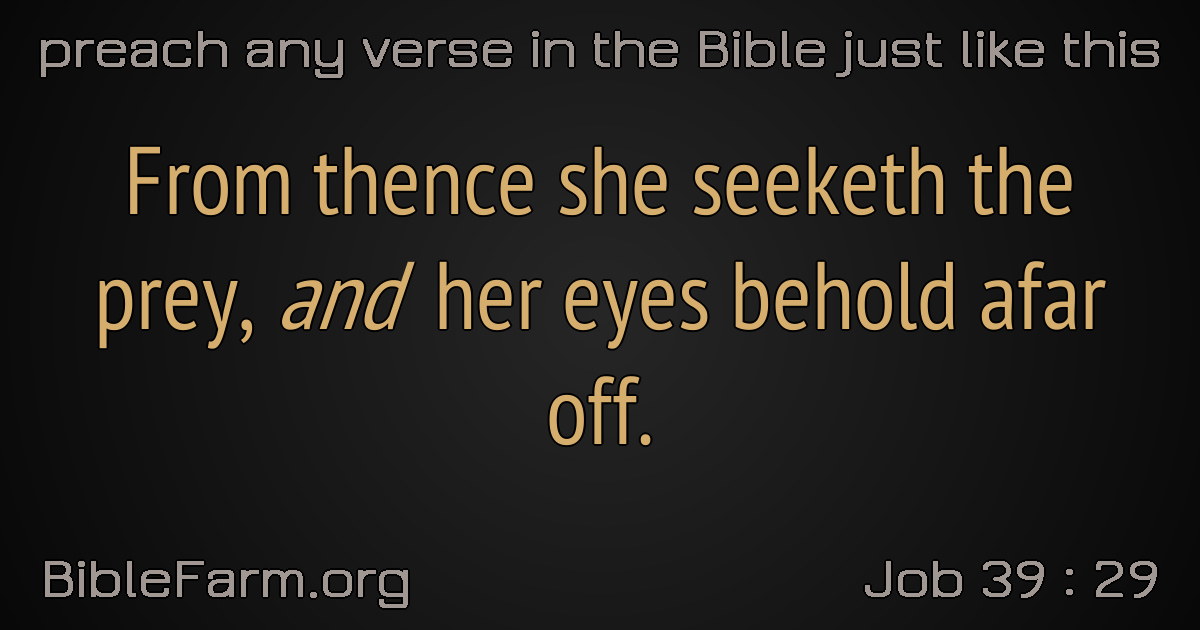 preach any verse in the Bible just like this
From thence she seeketh the
prey, and her eyes behold afar
off.
BibleFarm.org
Job 39 : 29